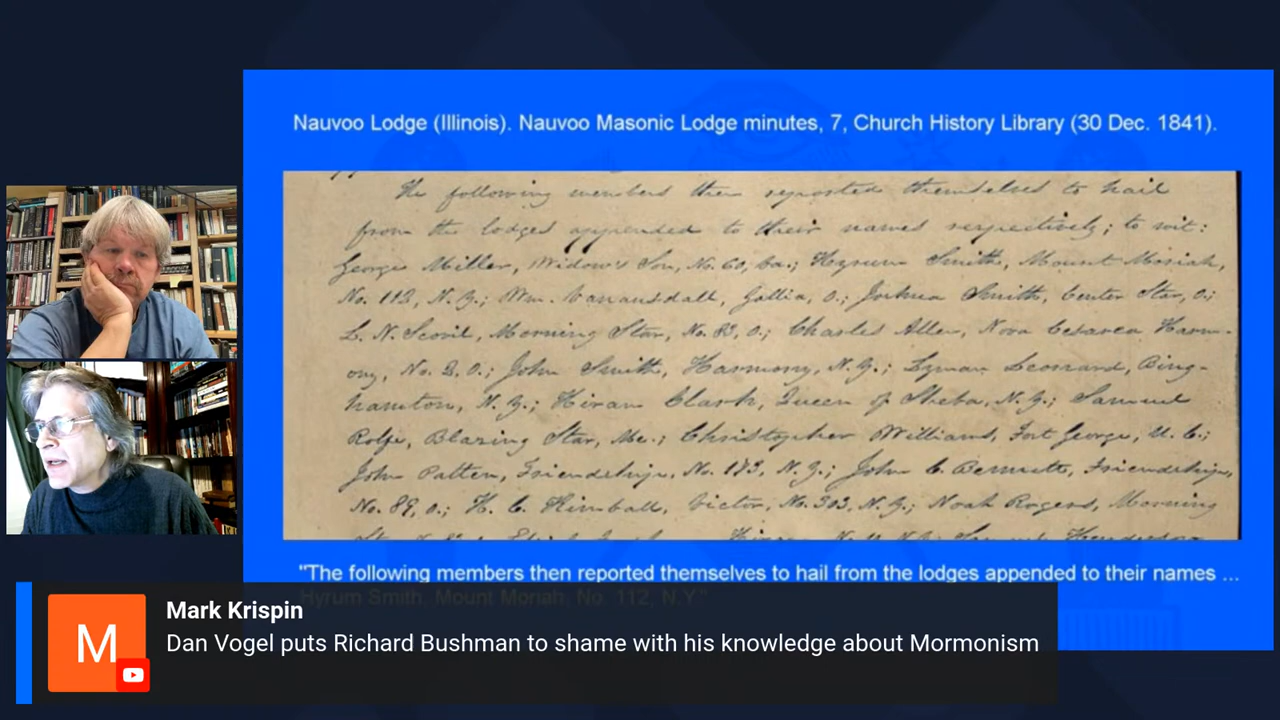 Nauvoo Lodge (Illinois). Nauvoo Masonic Lodge minutes, 7, Church History Library (30 Dec. 1841).
The following members then reported themselves to hail
from the lodges appended to their names respectively; to wit:
George Miller, Widow's Son, No. 60, Va.; Hyrum Smith, Mount Moriah,
No. 112, N.Y.; Wm. Vanausdall, Gallia, O.; Joshua Smith, Center Star, O.;
L. N. Scovil, Morning Star, No. 83, O.; Charles Allen, Nova Cesarea Harm-
ony, No. 2, O.; John Smith, Harmony, N.Y.; Lyman Leonard, Bing-
hamton, N.Y.; Hiram Clark, Queen of Sheba, N.Y.; Samuel
Rolfe, Blazing Star, Me.; Christopher Williams, Fort George, U. C.;
John Patten, Friendship, No. 173, N.Y.; John C. Bennett, Friendship,
No. 89, O.; H. C. Kimball, Victor, No. 303, N.Y.; Noah Rogers, Morning
"The following members then reported themselves to hail from the lodges appended to their names ...
Hyrum Smith, Mount Moriah, No. 112, N.Y."
M
Mark Krispin
Dan Vogel puts Richard Bushman to shame with his knowledge about Mormonism